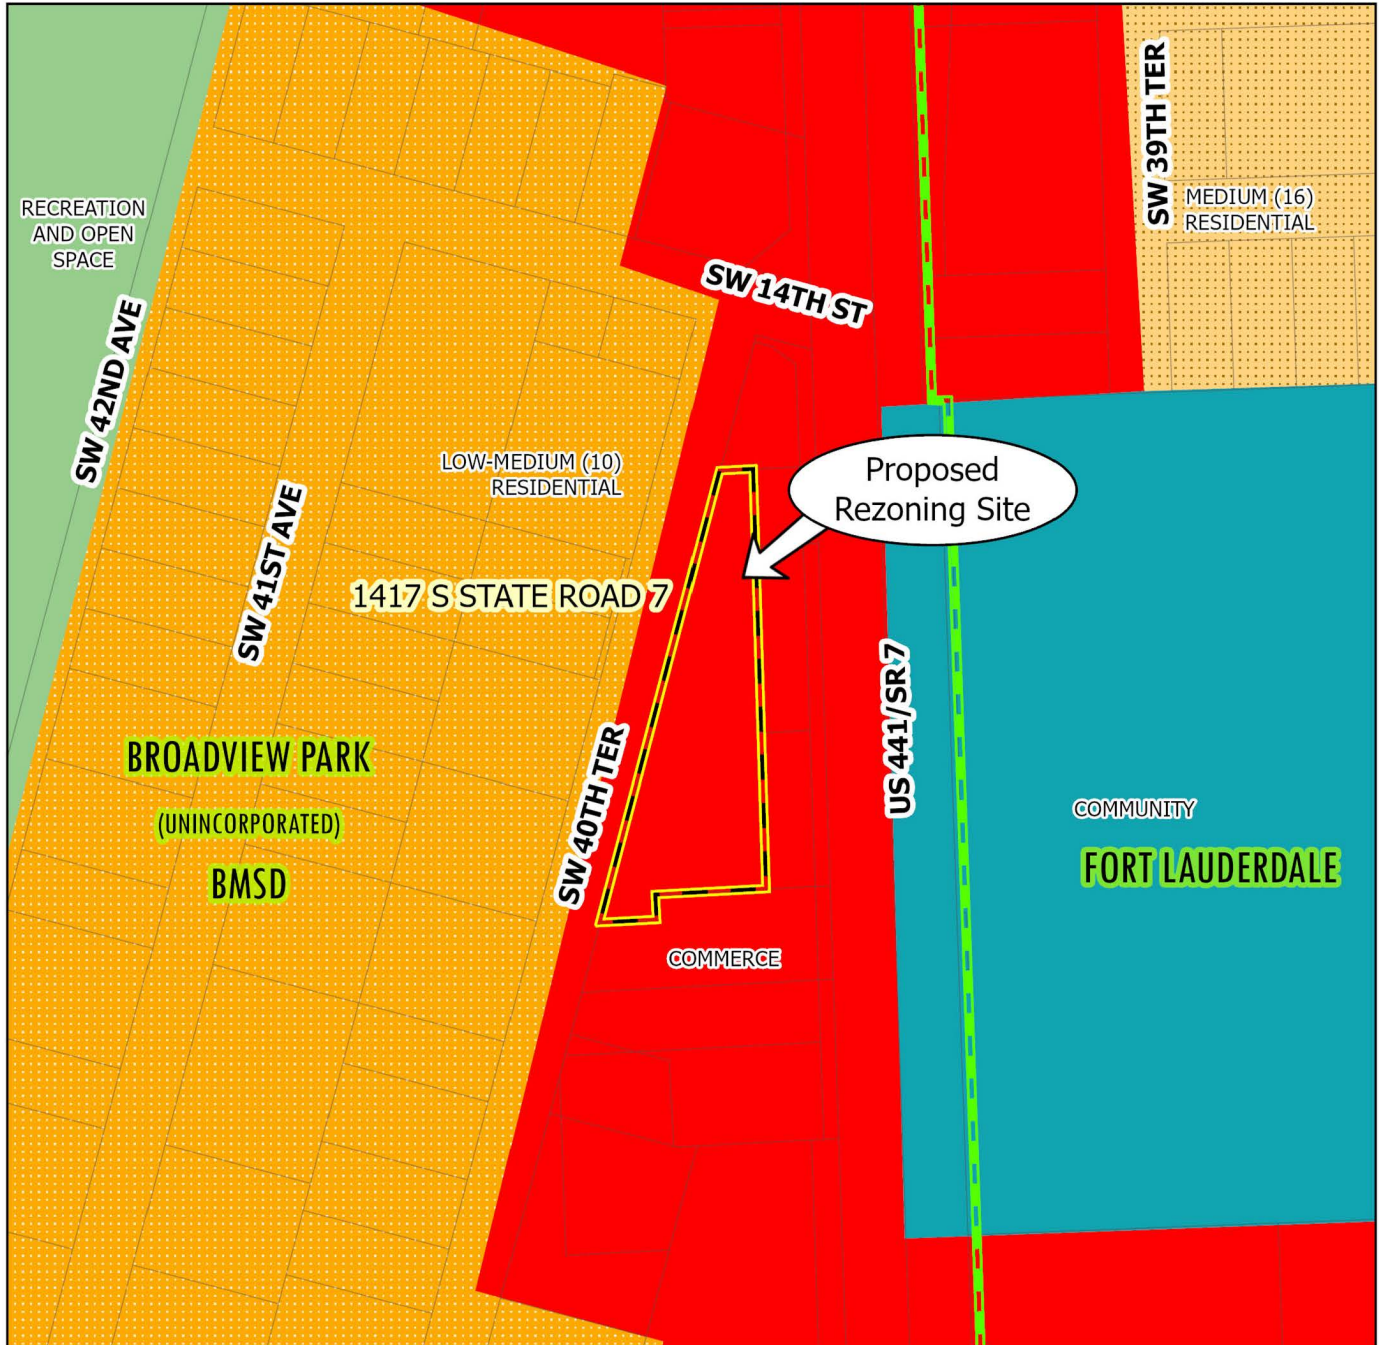 SW 39TH TER
RECREATION
AND OPEN
SPACE
MEDIUM (16)
RESIDENTIAL
SW 14TH ST
SW 42ND AVE
LOW-MEDIUM (10)
RESIDENTIAL
Proposed
Rezoning Site
SW 41ST AVE
1417 S STATE ROAD 7
US 441/SR 7
SW 40TH TER
BROADVIEW PARK
(UNINCORPORATED)
BMSD
COMMUNITY
FORT LAUDERDALE
COMMERCE